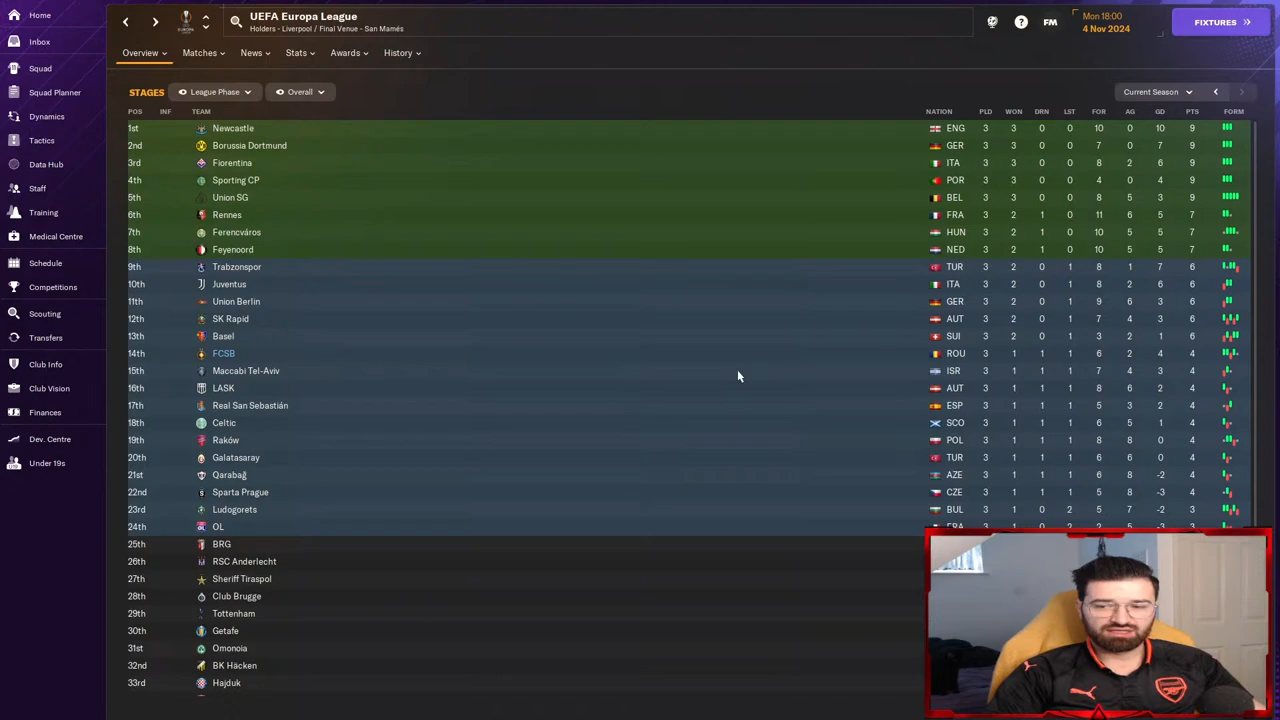 Home
Inbox
Squad
Squad Planner
Dynamics
Tactics
Data Hub
Staff
Training
Medical Centre
Schedule
Competitions
Scouting
Transfers
Club Info
Club Vision
Finances
Dev. Centre
Under 19s
UEFA Europa League
Holders - Liverpool / Final Venue - San Mamés
FM
Mon 18:00
4 Nov 2024
FIXTURES
Overview Matches News Stats Awards History
STAGES League Phase Overall Current Season
POS INF TEAM NATION PLD WON DRN LST FOR AG GD PTS FORM
1st Newcastle ENG 3 3 0 0 10 0 10 9
2nd Borussia Dortmund GER 3 3 0 0 7 0 7 9
3rd Fiorentina ITA 3 3 0 0 8 2 6 9
4th Sporting CP POR 3 3 0 0 4 0 4 9
5th Union SG BEL 3 3 0 0 8 5 3 9
6th Rennes FRA 3 2 1 0 11 6 5 7
7th Ferencváros HUN 3 2 1 0 10 5 5 7
8th Feyenoord NED 3 2 1 0 10 5 5 7
9th Trabzonspor TUR 3 2 0 1 8 1 7 6
10th Juventus ITA 3 2 0 1 8 2 6 6
11th Union Berlin GER 3 2 0 1 9 6 3 6
12th SK Rapid AUT 3 2 0 1 7 4 3 6
13th Basel SUI 3 2 0 1 3 2 1 6
14th FCSB ROU 3 1 1 1 6 2 4 4
15th Maccabi Tel-Aviv ISR 3 1 1 1 7 4 3 4
16th LASK AUT 3 1 1 1 8 6 2 4
17th Real San Sebastián ESP 3 1 1 1 5 3 2 4
18th Celtic SCO 3 1 1 1 6 5 1 4
19th Raków POL 3 1 1 1 8 8 0 4
20th Galatasaray TUR 3 1 1 1 6 6 0 4
21st Qarabağ AZE 3 1 1 1 6 8 -2 4
22nd Sparta Prague CZE 3 1 1 1 5 8 -3 4
23rd Ludogorets BUL 3 1 0 2 5 7 -2 3
24th OL FRA 3 1 0 2 2 5 -3 3
25th BRG
26th RSC Anderlecht
27th Sheriff Tiraspol
28th Club Brugge
29th Tottenham
30th Getafe
31st Omonoia
32nd BK Häcken
33rd Hajduk